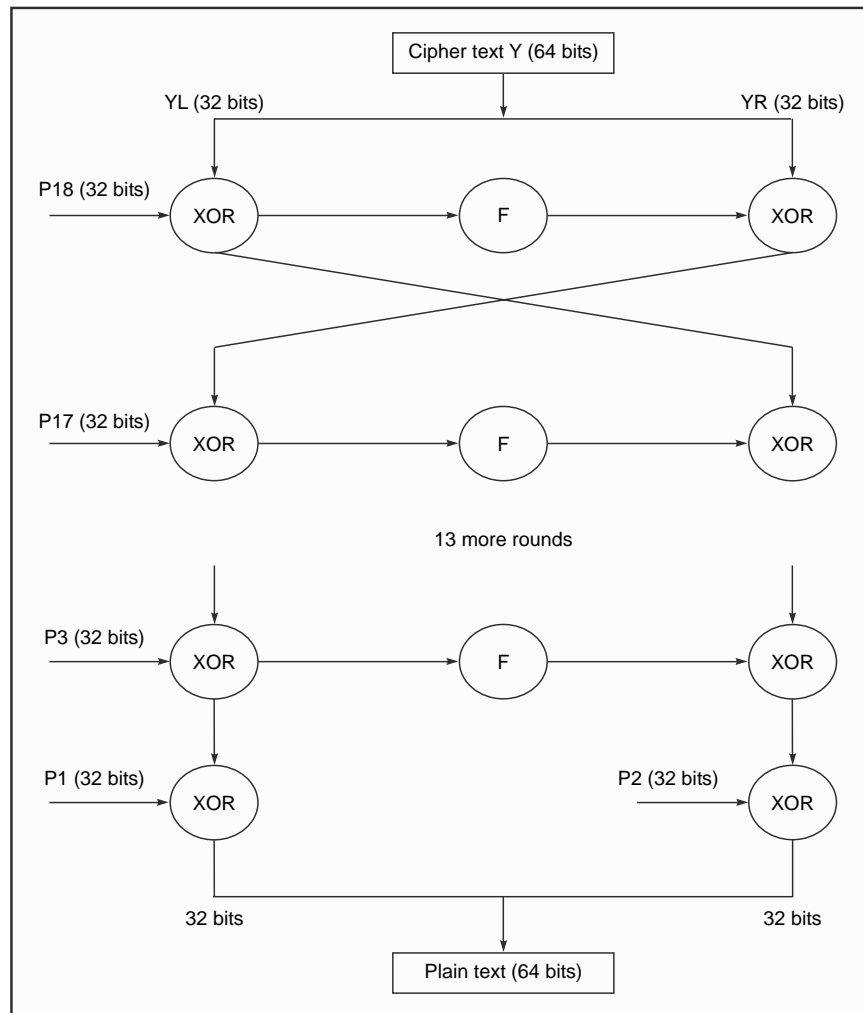 Cipher text Y (64 bits)
YL (32 bits)
YR (32 bits)
P18 (32 bits)
XOR
F
XOR
P17 (32 bits)
XOR
F
XOR
13 more rounds
P3 (32 bits)
XOR
F
XOR
P1 (32 bits)
XOR
P2 (32 bits)
XOR
32 bits
32 bits
Plain text (64 bits)